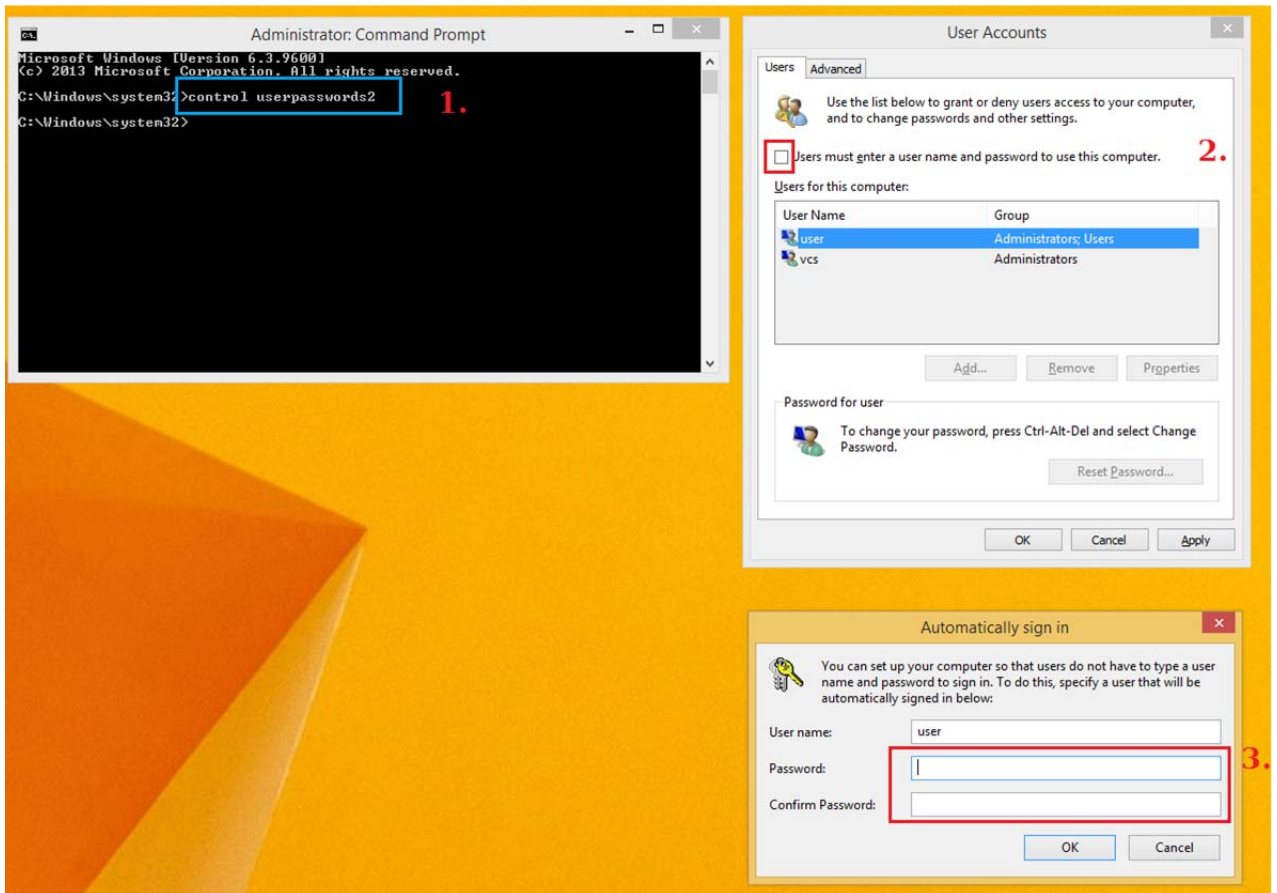 Administrator: Command Prompt
Microsoft Windows [Version 6.3.9600]
(c) 2013 Microsoft Corporation. All rights reserved.
C:\Windows\system32>control userpasswords2
1.
C:\Windows\system32>
User Accounts
Users
Advanced
Use the list below to grant or deny users access to your computer,
and to change passwords and other settings.
Users must enter a user name and password to use this computer.
2.
Users for this computer:
User Name Group
user Administrators; Users
vcs Administrators
Add... Remove Properties
Password for user
To change your password, press Ctrl-Alt-Del and select Change
Password.
Reset Password...
OK Cancel Apply
Automatically sign in
You can set up your computer so that users do not have to type a user
name and password to sign in. To do this, specify a user that will be
automatically signed in below:
User name: user
Password:
3.
Confirm Password:
OK Cancel